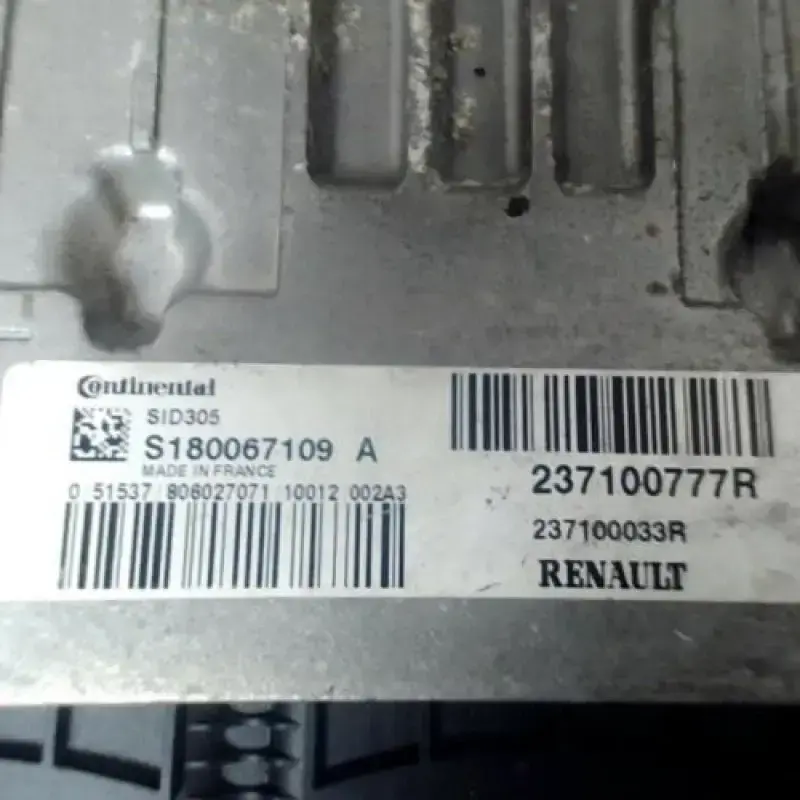 Continental
SID305
S180067109 A
MADE IN FRANCE
0 51537 806027071 10012 002A3
237100777R
237100033R
RENAULT